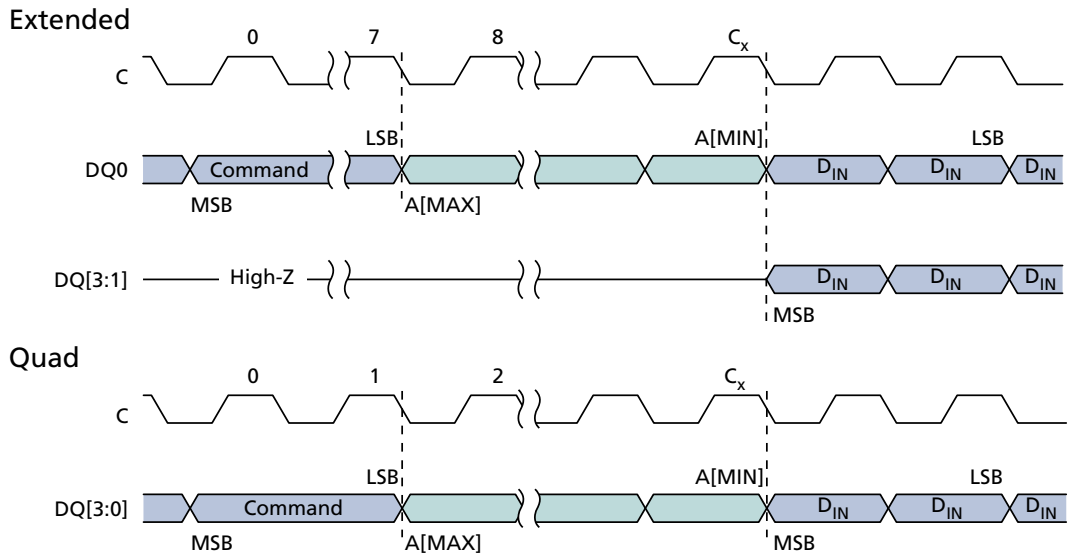 Extended
0 7 8 Cx
C
LSB A[MIN] LSB
DQ0 Command DIN DIN DIN
MSB A[MAX]
DQ[3:1] High-Z DIN DIN DIN
MSB
Quad
0 1 2 Cx
C
LSB A[MIN] LSB
DQ[3:0] Command DIN DIN DIN
MSB A[MAX] MSB